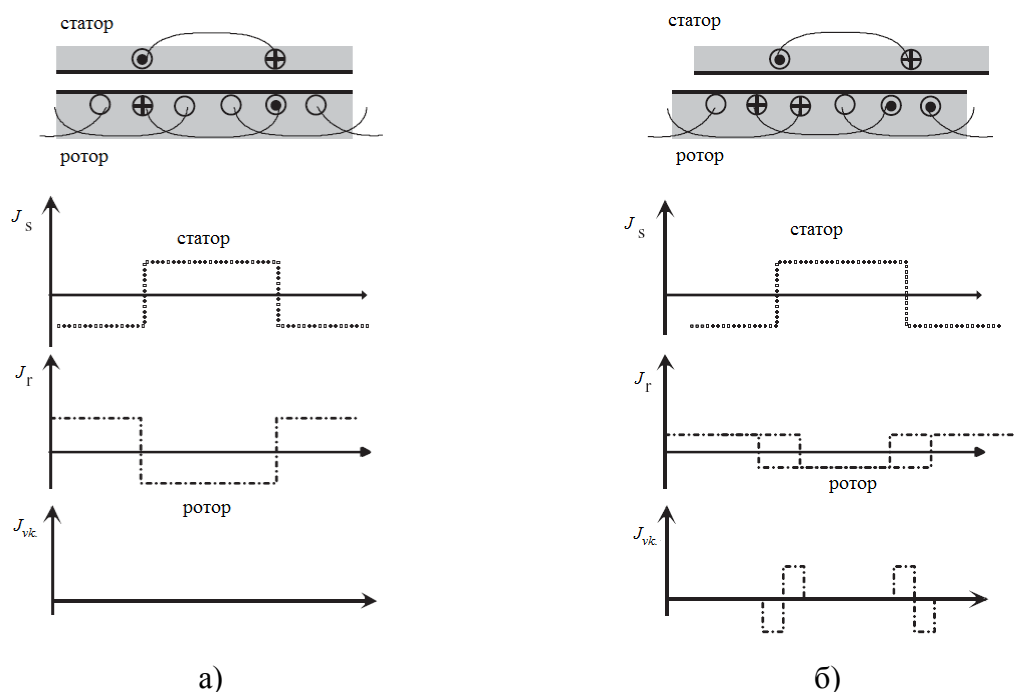 статор
ротор
J S
статор
J r
ротор
J vk.
а)
статор
ротор
J S
статор
J r
ротор
J vk.
б)